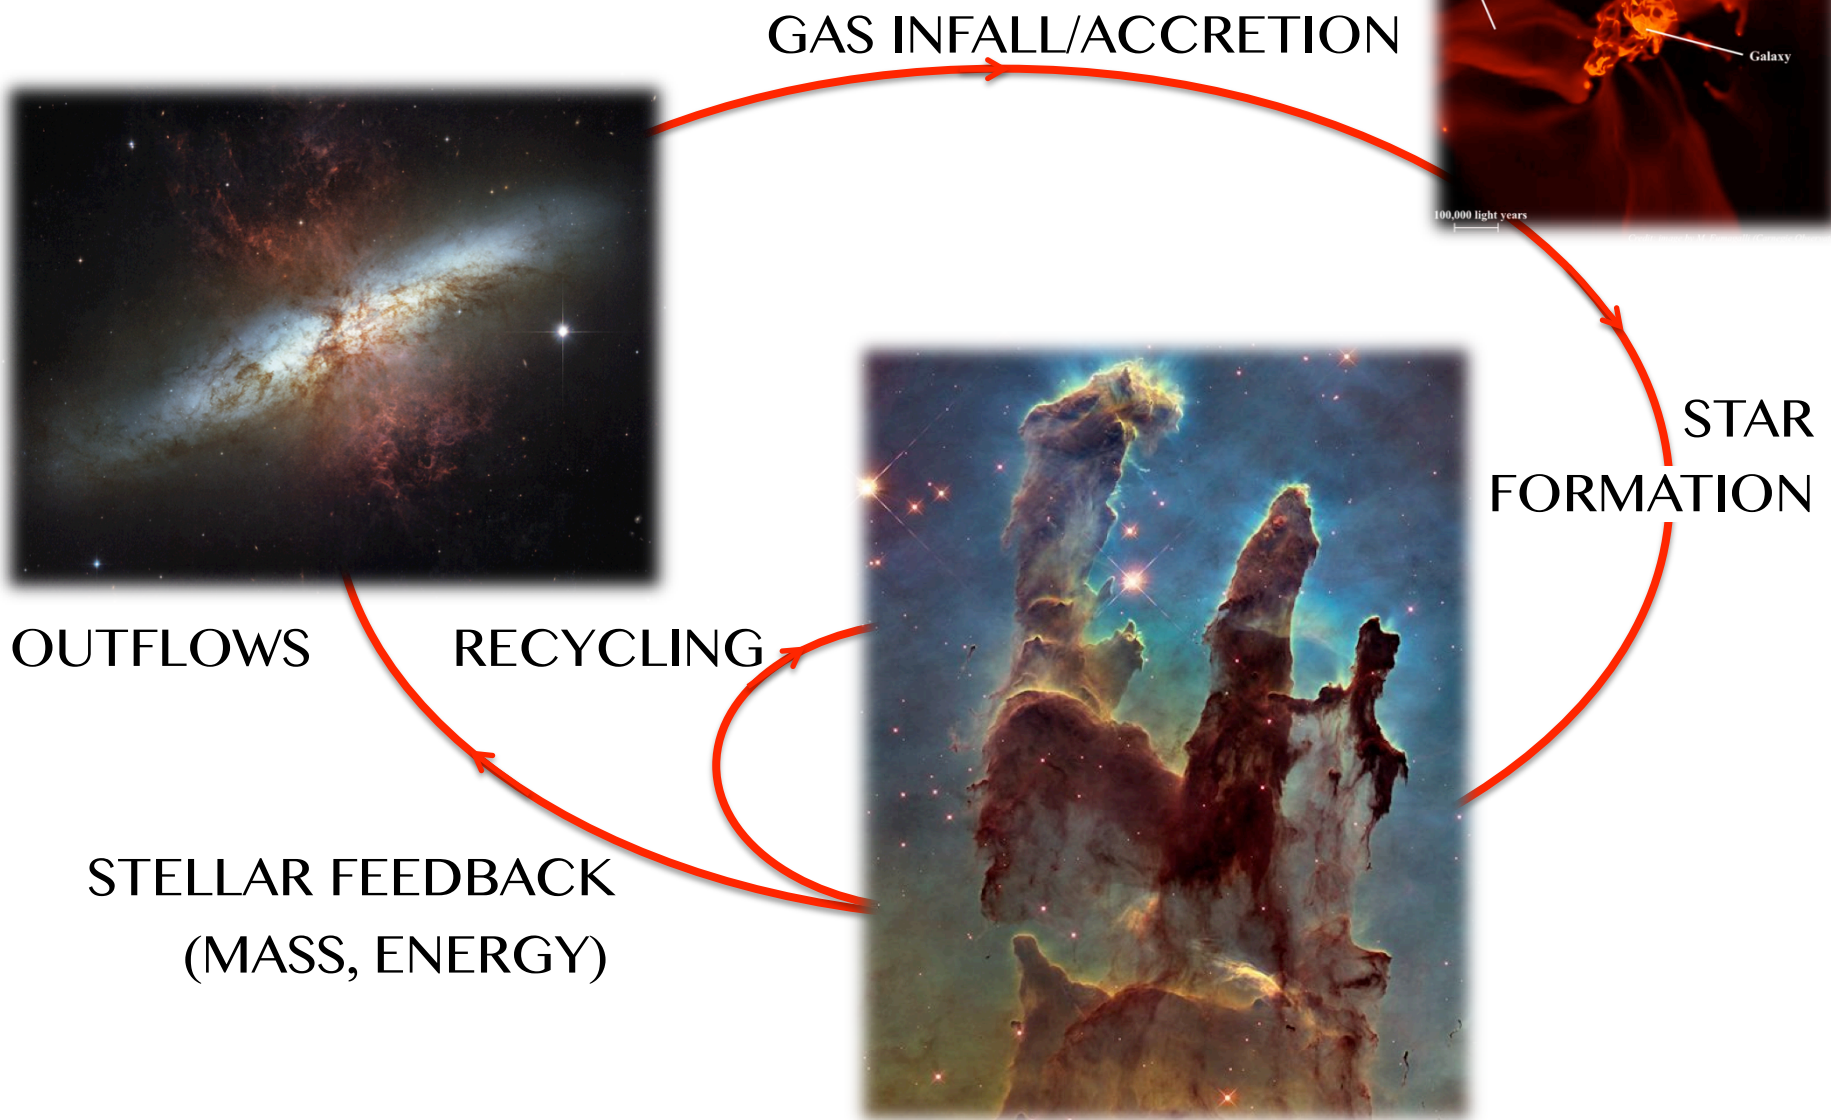 GAS INFALL/ACCRETION
Galaxy
100,000 light years
STAR
FORMATION
OUTFLOWS
RECYCLING
STELLAR FEEDBACK
(MASS, ENERGY)